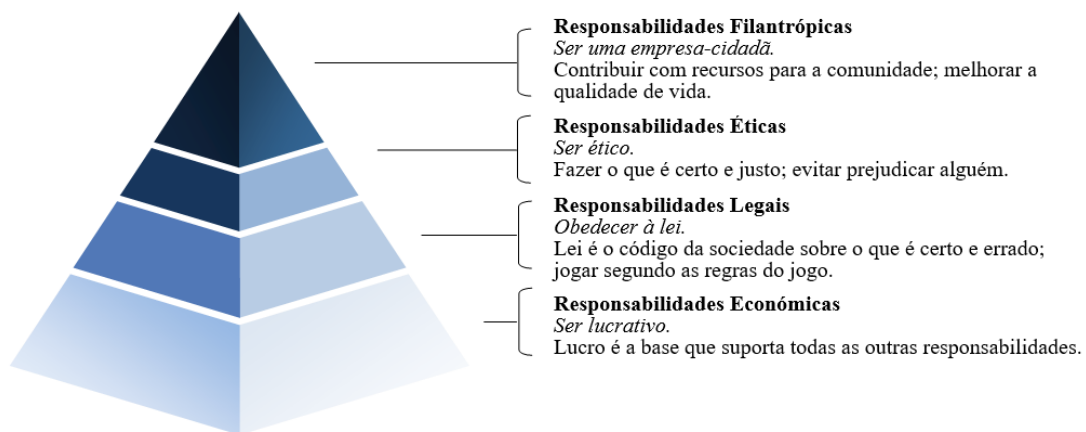 Responsabilidades Filantrópicas
Ser uma empresa-cidadã.
Contribuir com recursos para a comunidade; melhorar a
qualidade de vida.
Responsabilidades Éticas
Ser ético.
Fazer o que é certo e justo; evitar prejudicar alguém.
Responsabilidades Legais
Obedecer à lei.
Lei é o código da sociedade sobre o que é certo e errado;
jogar segundo as regras do jogo.
Responsabilidades Económicas
Ser lucrativo.
Lucro é a base que suporta todas as outras responsabilidades.